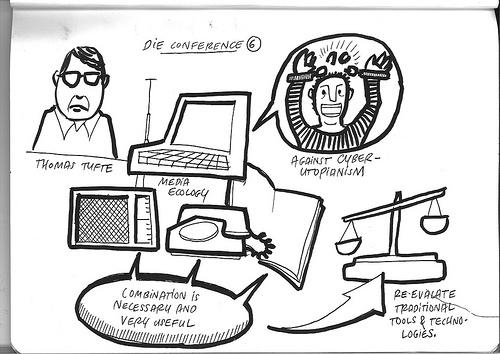 DIE CONFERENCE 6
THOMAS TUFTE
MEDIA
ECOLOGY
AGAINST CYBER-
UTOPIANISM
COMBINATION IS
NECESSARY AND
VERY USEFUL
RE-EVALATE
TRADITIONAL
TOOLS & TECHNO-
LOGIES.